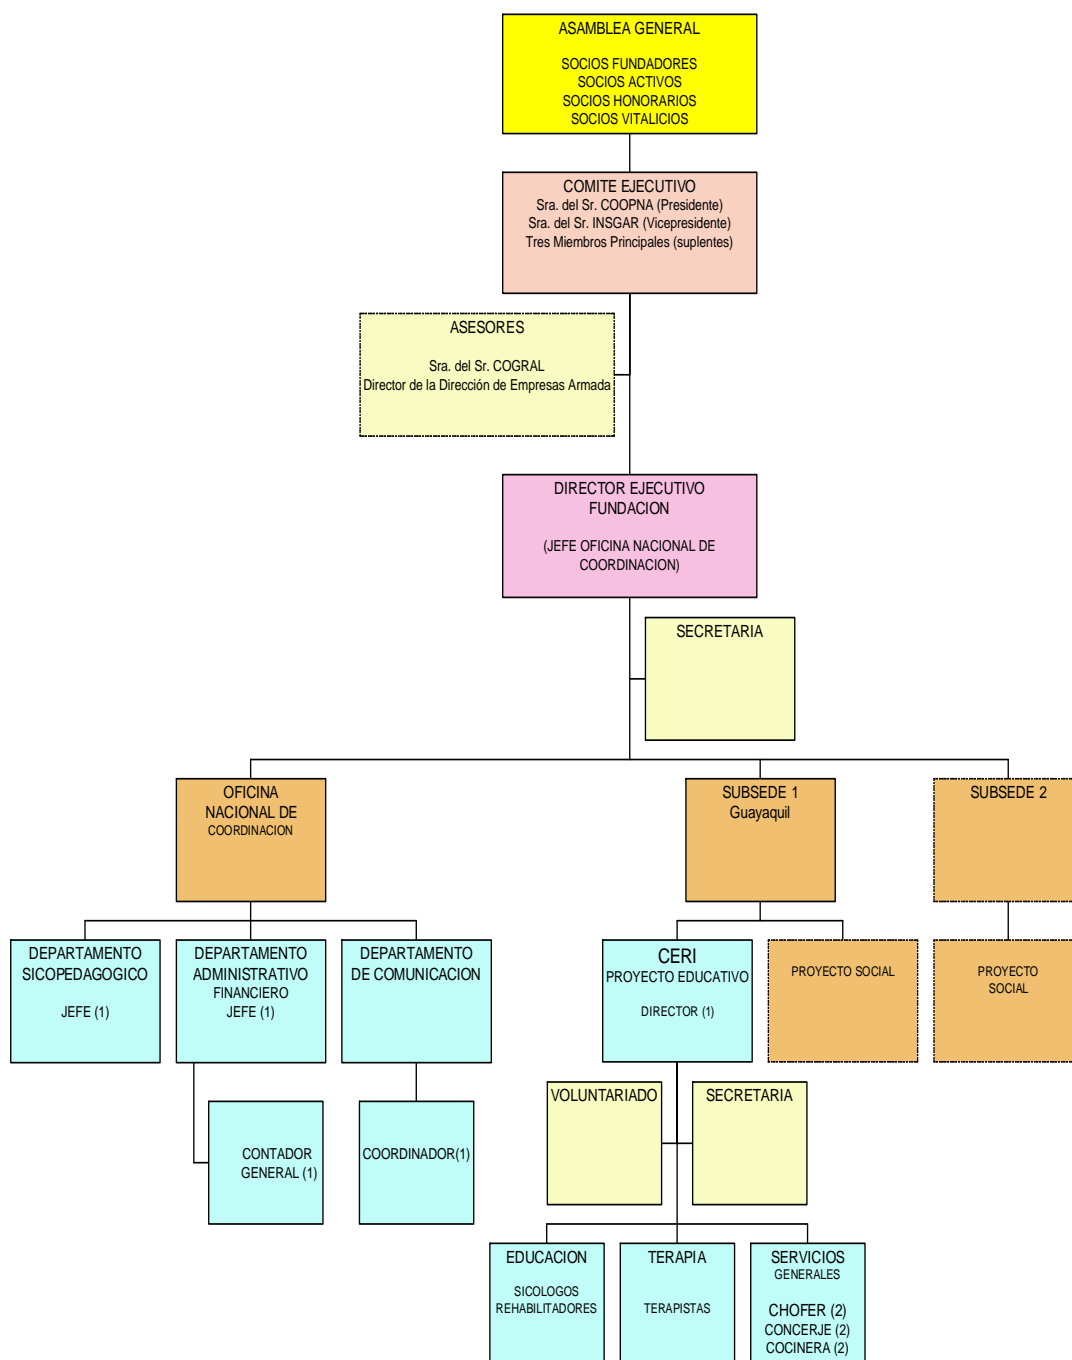 ASAMBLEA GENERAL
SOCIOS FUNDADORES
SOCIOS ACTIVOS
SOCIOS HONORARIOS
SOCIOS VITALICIOS
COMITE EJECUTIVO
Sra. del Sr. COOPNA (Presidente)
Sra. del Sr. INSGAR (Vicepresidente)
Tres Miembros Principales (suplentes)
ASESORES
Sra. del Sr. COGRAL
Director de la Dirección de Empresas Armada
DIRECTOR EJECUTIVO
FUNDACION
(JEFE OFICINA NACIONAL DE
COORDINACION)
SECRETARIA
OFICINA
NACIONAL DE
COORDINACION
SUBSEDE 1
Guayaquil
SUBSEDE 2
DEPARTAMENTO
SICOPEDAGOGICO
JEFE (1)
DEPARTAMENTO
ADMINISTRATIVO
FINANCIERO
JEFE (1)
DEPARTAMENTO
DE COMUNICACION
CERI
PROYECTO EDUCATIVO
DIRECTOR (1)
PROYECTO SOCIAL
PROYECTO
SOCIAL
CONTADOR
GENERAL (1)
COORDINADOR(1)
VOLUNTARIADO
SECRETARIA
EDUCACION
SICOLOGOS
REHABILITADORES
TERAPIA
TERAPISTAS
SERVICIOS
GENERALES
CHOFER (2)
CONCERJE (2)
COCINERA (2)